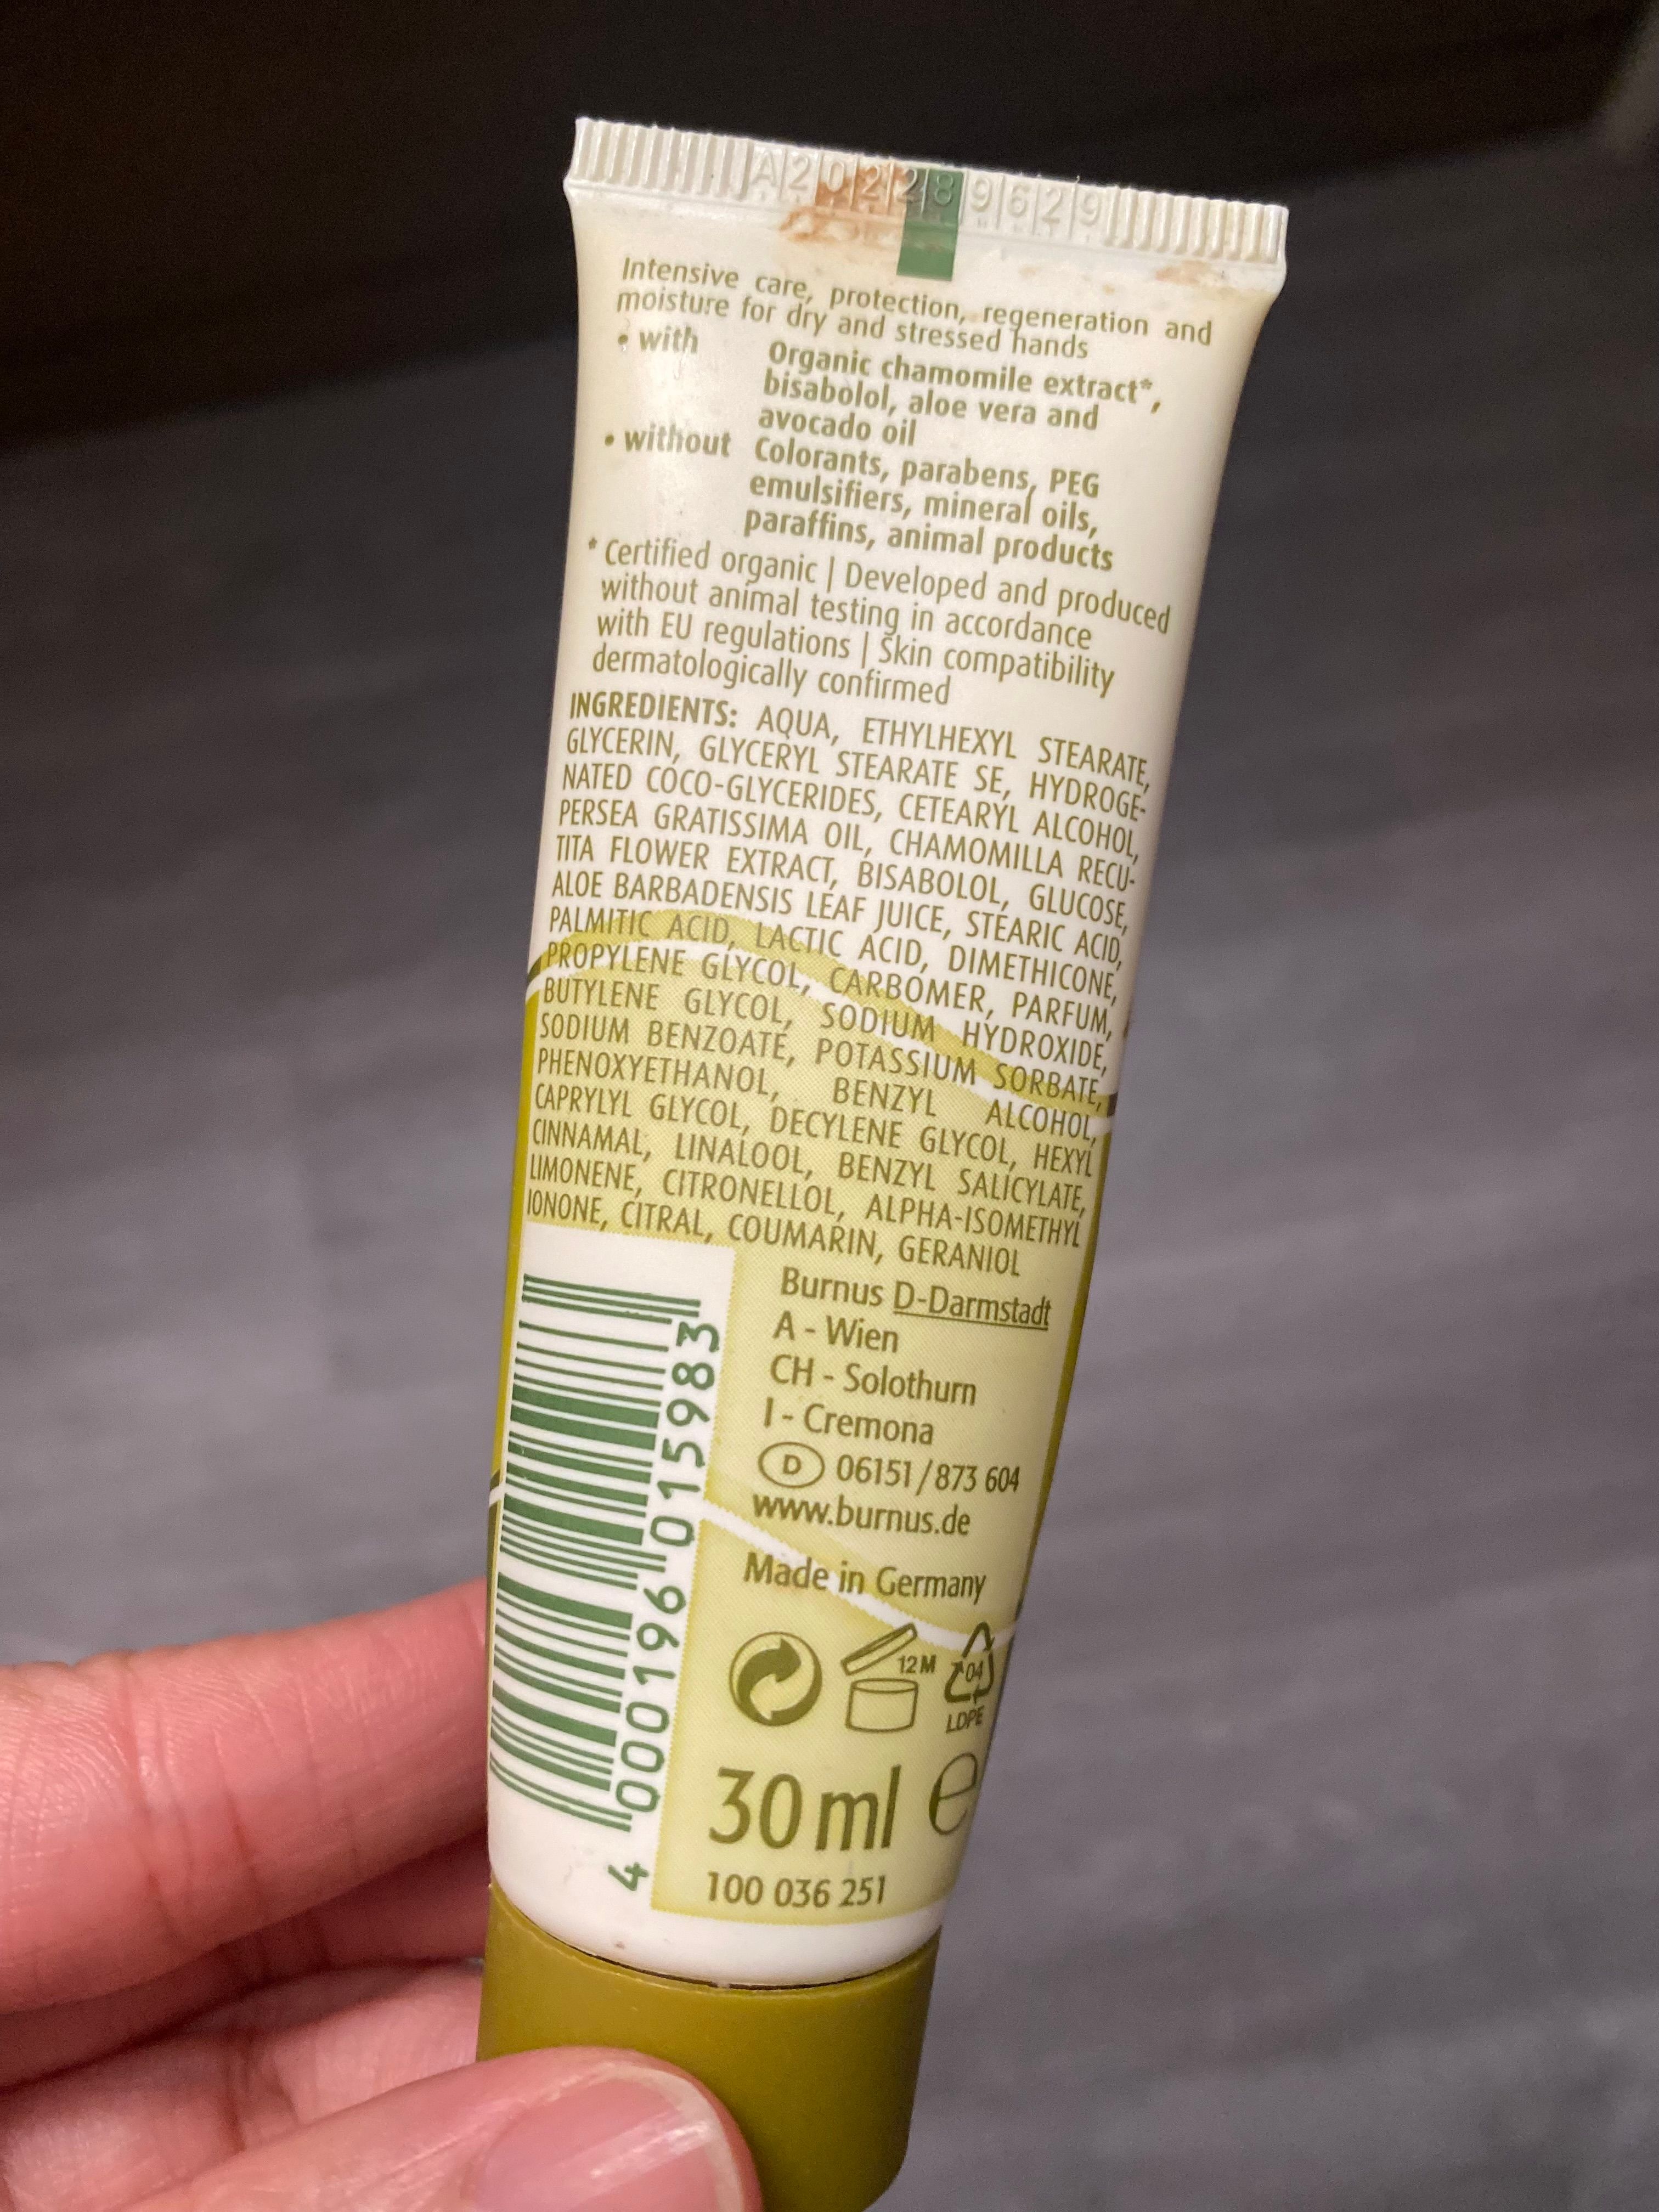 A202289629
Intensive care, protection, regeneration and
moisture for dry and stressed hands
• with Organic chamomile extract*,
bisabolol, aloe vera and
avocado oil
• without Colorants, parabens, PEG
emulsifiers, mineral oils,
paraffins, animal products
* Certified organic | Developed and produced
without animal testing in accordance
with EU regulations | Skin compatibility
dermatologically confirmed
INGREDIENTS: AQUA, ETHYLHEXYL STEARATE,
GLYCERIN, GLYCERYL STEARATE SE, HYDROGE-
NATED COCO-GLYCERIDES, CETEARYL ALCOHOL,
PERSEA GRATISSIMA OIL, CHAMOMILLA RECU-
TITA FLOWER EXTRACT, BISABOLOL, GLUCOSE,
ALOE BARBADENSIS LEAF JUICE, STEARIC ACID,
PALMITIC ACID, LACTIC ACID, DIMETHICONE,
PROPYLENE GLYCOL, CARBOMER, PARFUM,
BUTYLENE GLYCOL, SODIUM HYDROXIDE,
SODIUM BENZOATE, POTASSIUM SORBATE,
PHENOXYETHANOL, BENZYL ALCOHOL,
CAPRYLYL GLYCOL, DECYLENE GLYCOL, HEXYL
CINNAMAL, LINALOOL, BENZYL SALICYLATE,
LIMONENE, CITRONELLOL, ALPHA-ISOMETHYL
IONONE, CITRAL, COUMARIN, GERANIOL
Burnus D-Darmstadt
A - Wien
CH - Solothurn
I - Cremona
D 06151/873 604
www.burnus.de
Made in Germany
12 M
04
LDPE
30 ml e
100 036 251
4 000196 015983